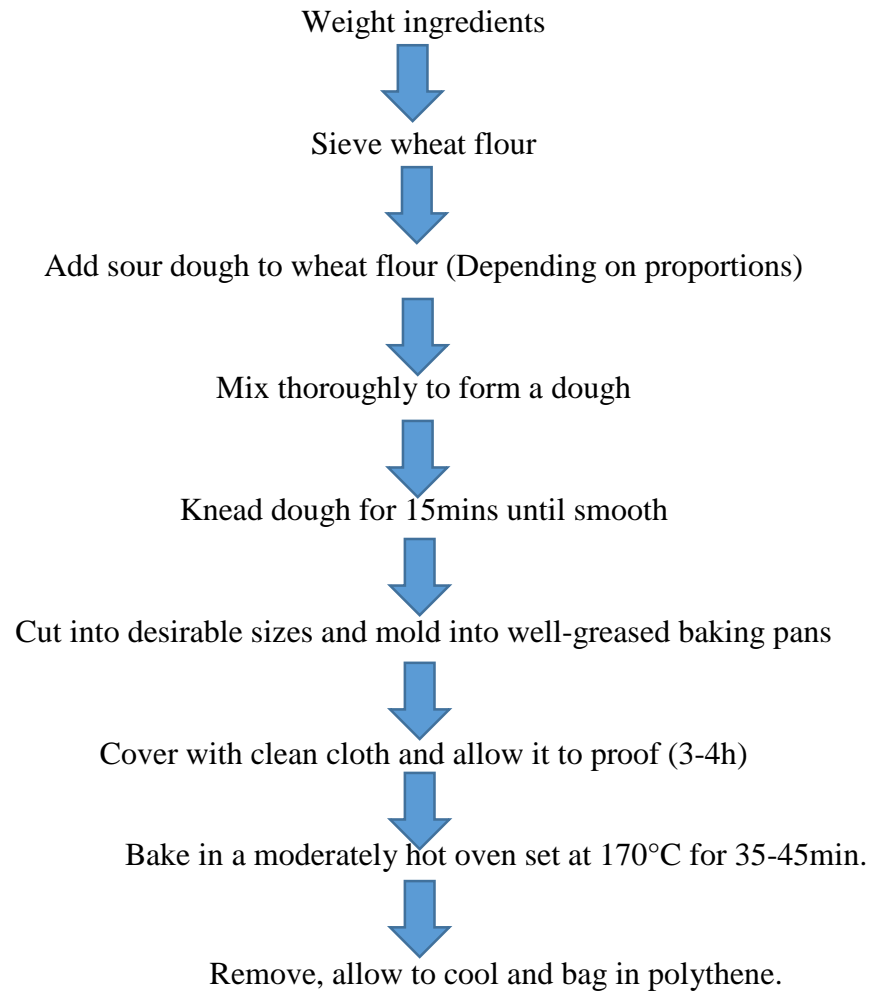 Weight ingredients
Sieve wheat flour
Add sour dough to wheat flour (Depending on proportions)
Mix thoroughly to form a dough
Knead dough for 15mins until smooth
Cut into desirable sizes and mold into well-greased baking pans
Cover with clean cloth and allow it to proof (3-4h)
Bake in a moderately hot oven set at 170°C for 35-45min.
Remove, allow to cool and bag in polythene.